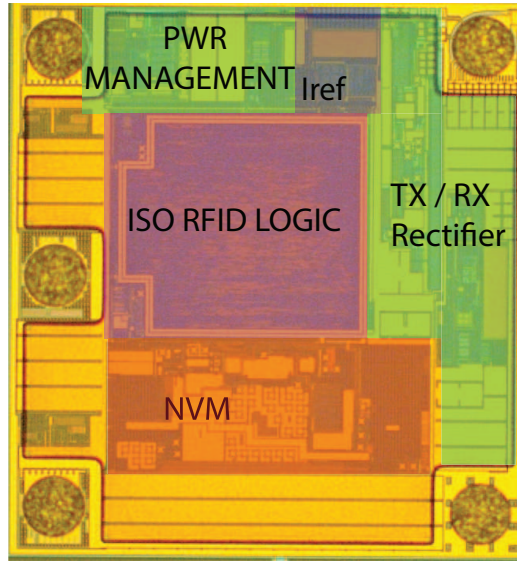 PWR
MANAGEMENT
Iref
ISO RFID LOGIC
TX / RX
Rectifier
NVM